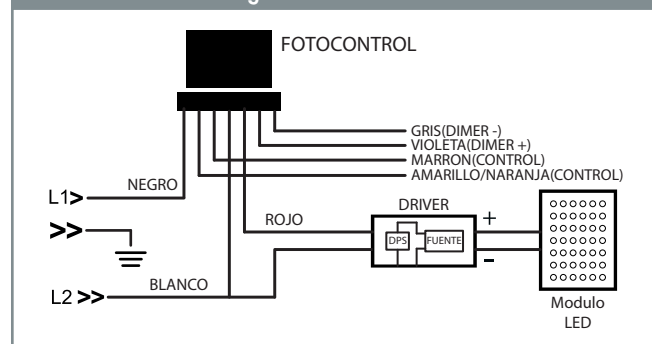 FOTOCONTROL
GRIS(DIMER -)
VIOLETA(DIMER +)
MARRON(CONTROL)
AMARILLO/NARANJA(CONTROL)
NEGRO
L1>
>>
ROJO
DRIVER
DPS
FUENTE
+
-
BLANCO
L2 >>
Modulo
LED